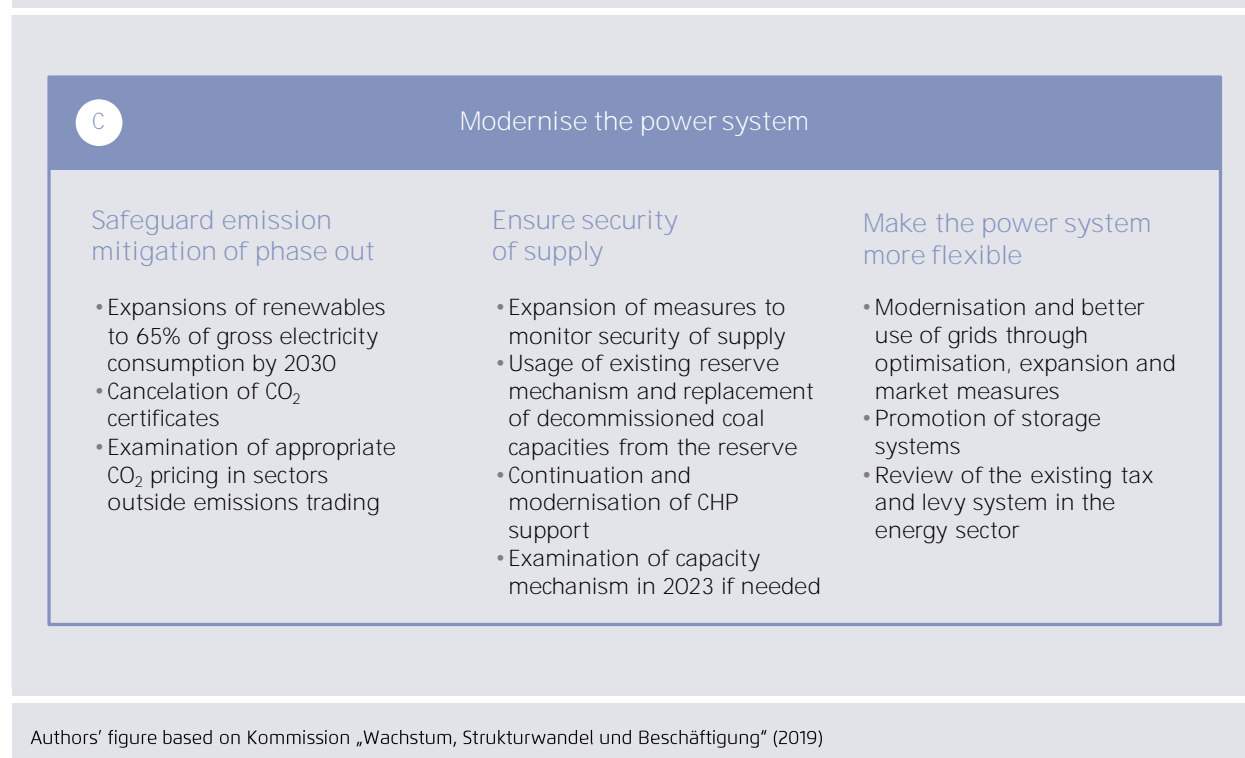 C
Modernise the power system
Safeguard emission
mitigation of phase out
• Expansions of renewables
to 65% of gross electricity
consumption by 2030
• Cancelation of CO₂
certificates
• Examination of appropriate
CO₂ pricing in sectors
outside emissions trading
Ensure security
of supply
• Expansion of measures to
monitor security of supply
• Usage of existing reserve
mechanism and replacement
of decommissioned coal
capacities from the reserve
• Continuation and
modernisation of CHP
support
• Examination of capacity
mechanism in 2023 if needed
Make the power system
more flexible
• Modernisation and better
use of grids through
optimisation, expansion and
market measures
• Promotion of storage
systems
• Review of the existing tax
and levy system in the
energy sector
Authors’ figure based on Kommission „Wachstum, Strukturwandel und Beschäftigung“ (2019)